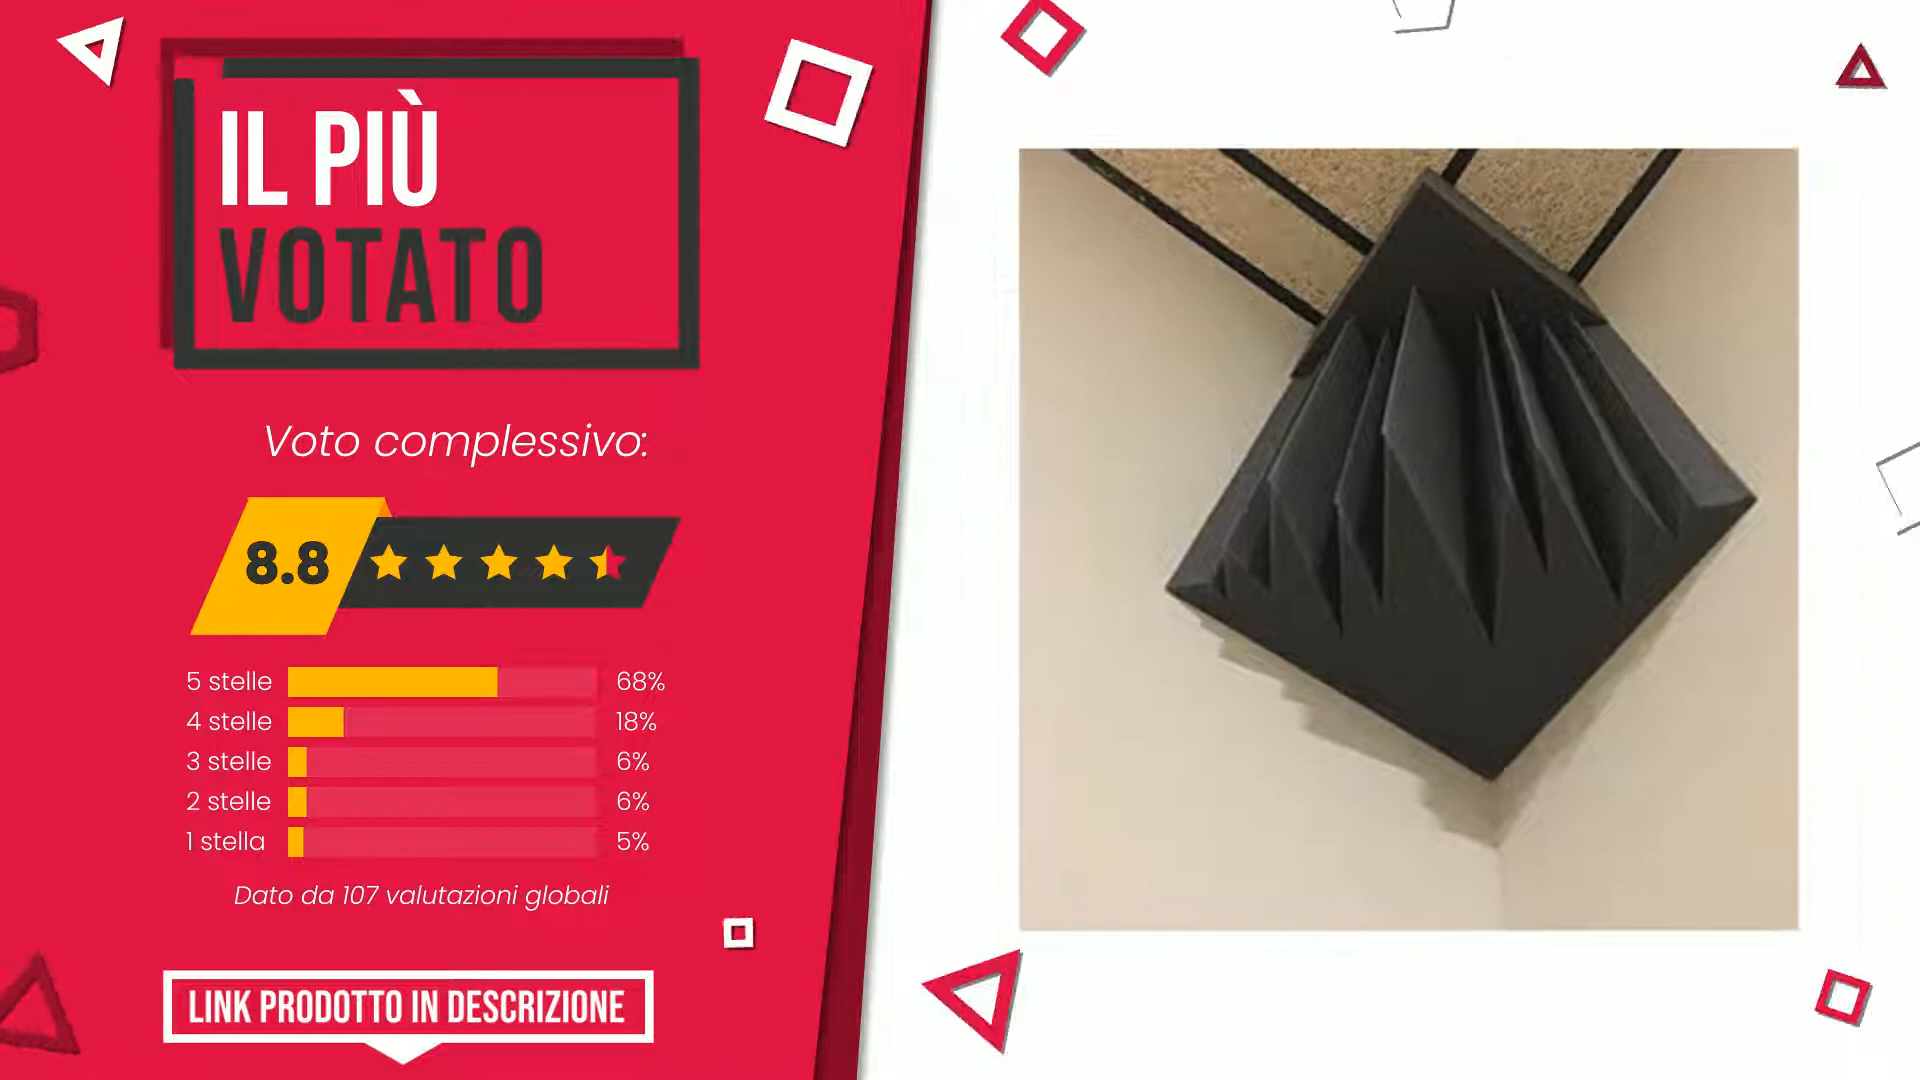 IL PIÙ
VOTATO
Voto complessivo:
8.8
5 stelle 68%
4 stelle 18%
3 stelle 6%
2 stelle 6%
1 stella 5%
Dato da 107 valutazioni globali
LINK PRODOTTO IN DESCRIZIONE